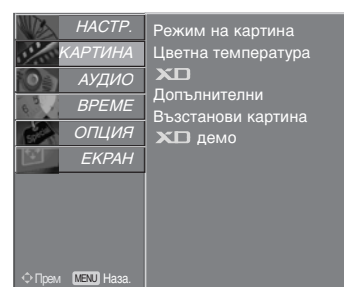 НАСТР.
КАРТИНА
АУДИО
ВРЕМЕ
ОПЦИЯ
ЕКРАН
Режим на картина
Цветна температура
XD
Допълнителни
Възстанови картина
XD демо
Прем MENU Наза.